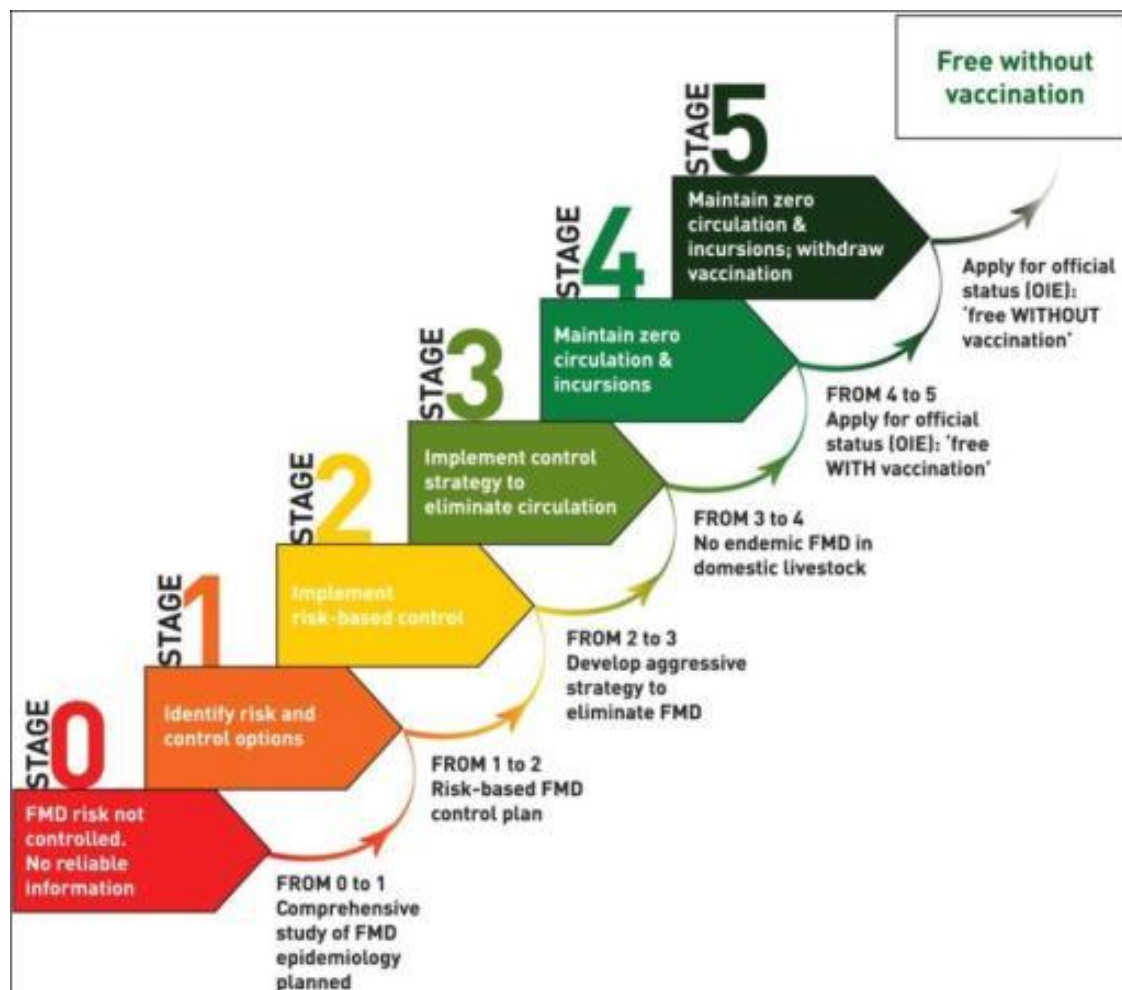 Free without
vaccination
STAGE 5
Maintain zero
circulation &
incursions; withdraw
vaccination
Apply for official
status (OIE):
‘free WITHOUT
vaccination’
STAGE 4
Maintain zero
circulation &
incursions
FROM 4 to 5
Apply for official
status (OIE): ‘free
WITH vaccination’
STAGE 3
Implement control
strategy to
eliminate circulation
FROM 3 to 4
No endemic FMD in
domestic livestock
STAGE 2
Implement
risk-based control
FROM 2 to 3
Develop aggressive
strategy to
eliminate FMD
STAGE 1
Identify risk and
control options
FROM 1 to 2
Risk-based FMD
control plan
STAGE 0
FMD risk not
controlled.
No reliable
information
FROM 0 to 1
Comprehensive
study of FMD
epidemiology
planned